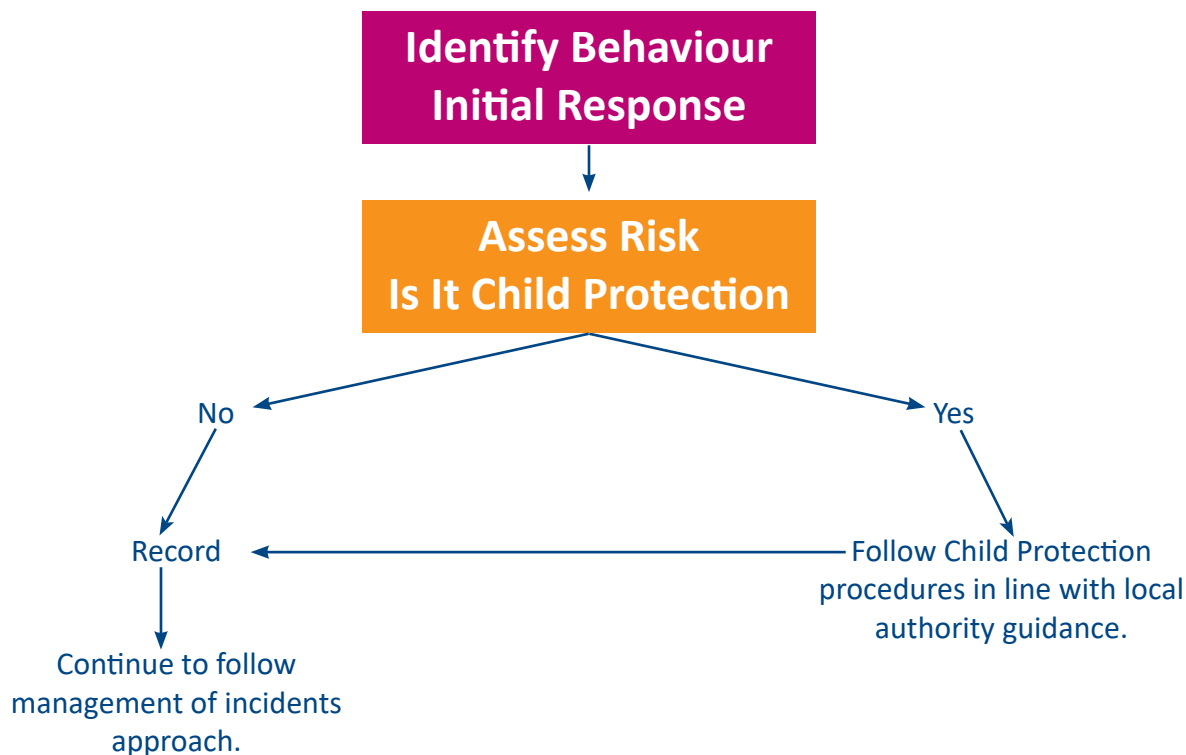 Identify Behaviour
Initial Response
Assess Risk
Is It Child Protection
No
Yes
Record
Follow Child Protection
procedures in line with local
authority guidance.
Continue to follow
management of incidents
approach.